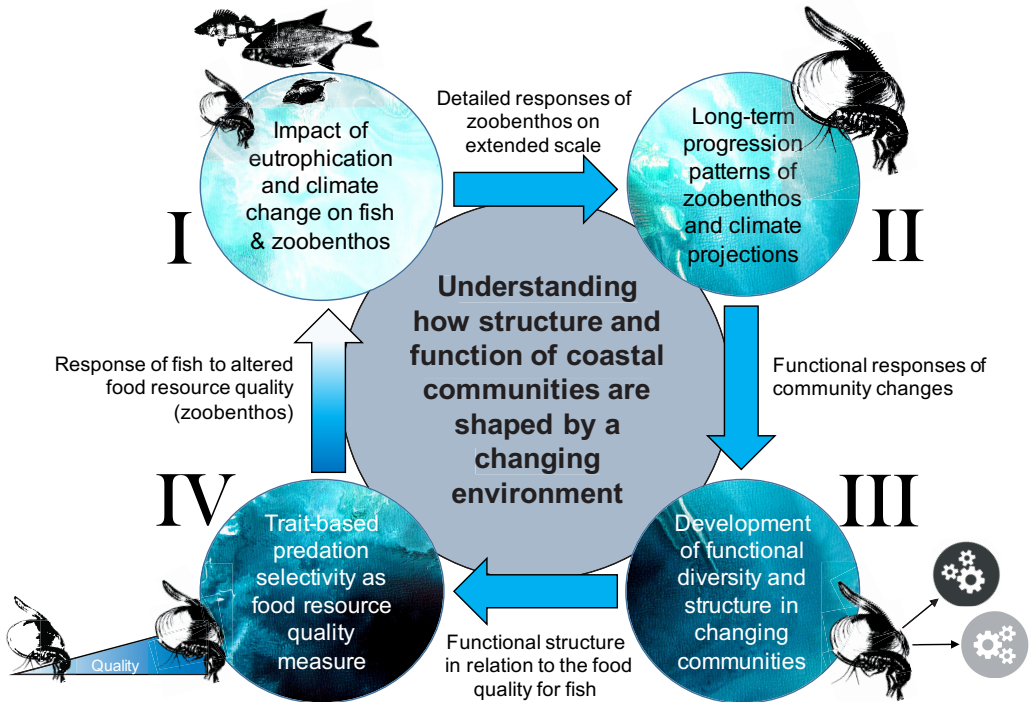 Impact of
eutrophication
and climate
change on fish
& zoobenthos
I
Detailed responses of
zoobenthos on
extended scale
Long-term
progression
patterns of
zoobenthos
and climate
projections
II
Understanding
how structure and
function of coastal
communities are
shaped by a
changing
environment
Response of fish to altered
food resource quality
(zoobenthos)
Functional responses of
community changes
IV
Trait-based
predation
selectivity as
food resource
quality
measure
Quality
Functional structure
in relation to the food
quality for fish
III
Development
of functional
diversity and
structure in
changing
communities